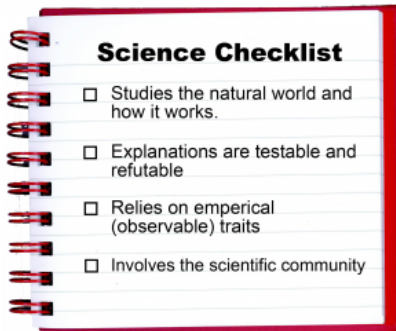 Science Checklist
Studies the natural world and
how it works.
Explanations are testable and
refutable
Relies on emperical
(observable) traits
Involves the scientific community